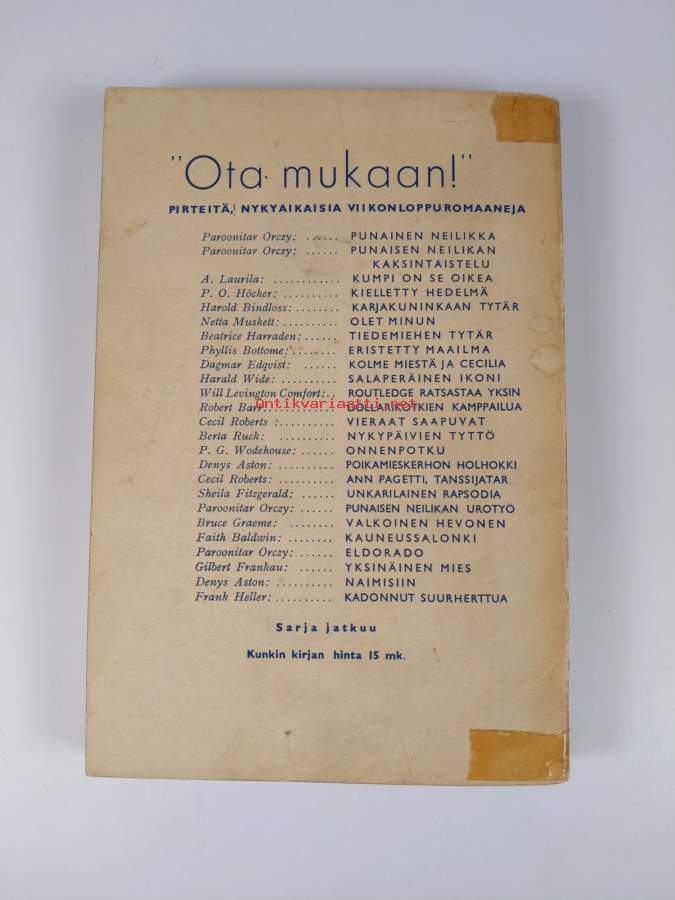 "Ota mukaan!"
PIRTEITÄ, NYKYAIKAISIA VIIKONLOPPUROMAANEJA
Paroonitar Orczy: ...... PUNAINEN NEILIKKA
Paroonitar Orczy: ...... PUNAISEN NEILIKAN
KAKSINTAISTELU
A. Laurila: ............ KUMPI ON SE OIKEA
P. O. Höcker: .......... KIELLETTY HEDELMÄ
Harold Bindloss: ........ KARJAKUNINKAAN TYTÄR
Netta Muskett: .......... OLET MINUN
Beatrice Harraden: ...... TIEDEMIEHEN TYTÄR
Phyllis Bottome: ........ ERISTETTY MAAILMA
Dagmar Edqvist: ...... KOLME MIESTÄ JA CECILIA
Harald Wide: .......... SALAPERÄINEN IKONI
Will Levington Comfort: .. ROUTLEDGE RATSASTAA YKSIN
Antikvariaatti.net
Robert Barr DOLLARIKOTKIEN KAMPPAILUA
Cecil Roberts : ........ VIERAAT SAAPUVAT
Berta Ruck: .......... NYKYPÄIVIEN TYTTÖ
P. G. Wodehouse: ...... ONNENPOTKU
Denys Aston: .......... POIKAMIESKERHON HOLHOKKI
Cecil Roberts: ........ ANN PAGETTI, TANSSIJATAR
Sheila Fitzgerald: ...... UNKARILAINEN RAPSODIA
Paroonitar Orczy: ...... PUNAISEN NEILIKAN UROTYÖ
Bruce Graeme: ........ VALKOINEN HEVONEN
Faith Baldwin: ........ KAUNEUSSALONKI
Paroonitar Orczy: ...... ELDORADO
Gilbert Frankau: ...... YKSINÄINEN MIES
Denys Aston: .......... NAIMISIIN
Frank Heller: .......... KADONNUT SUURHERTTUA
Sarja jatkuu
Kunkin kirjan hinta 15 mk.